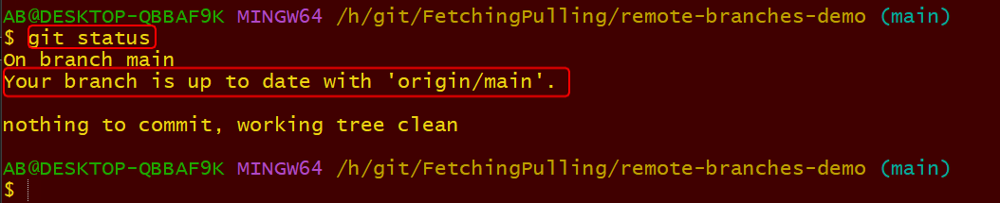 AB@DESKTOP-QBBAF9K MINGW64 /h/git/FetchingPulling/remote-branches-demo (main)
$ git status
On branch main
Your branch is up to date with 'origin/main'.
nothing to commit, working tree clean
AB@DESKTOP-QBBAF9K MINGW64 /h/git/FetchingPulling/remote-branches-demo (main)
$